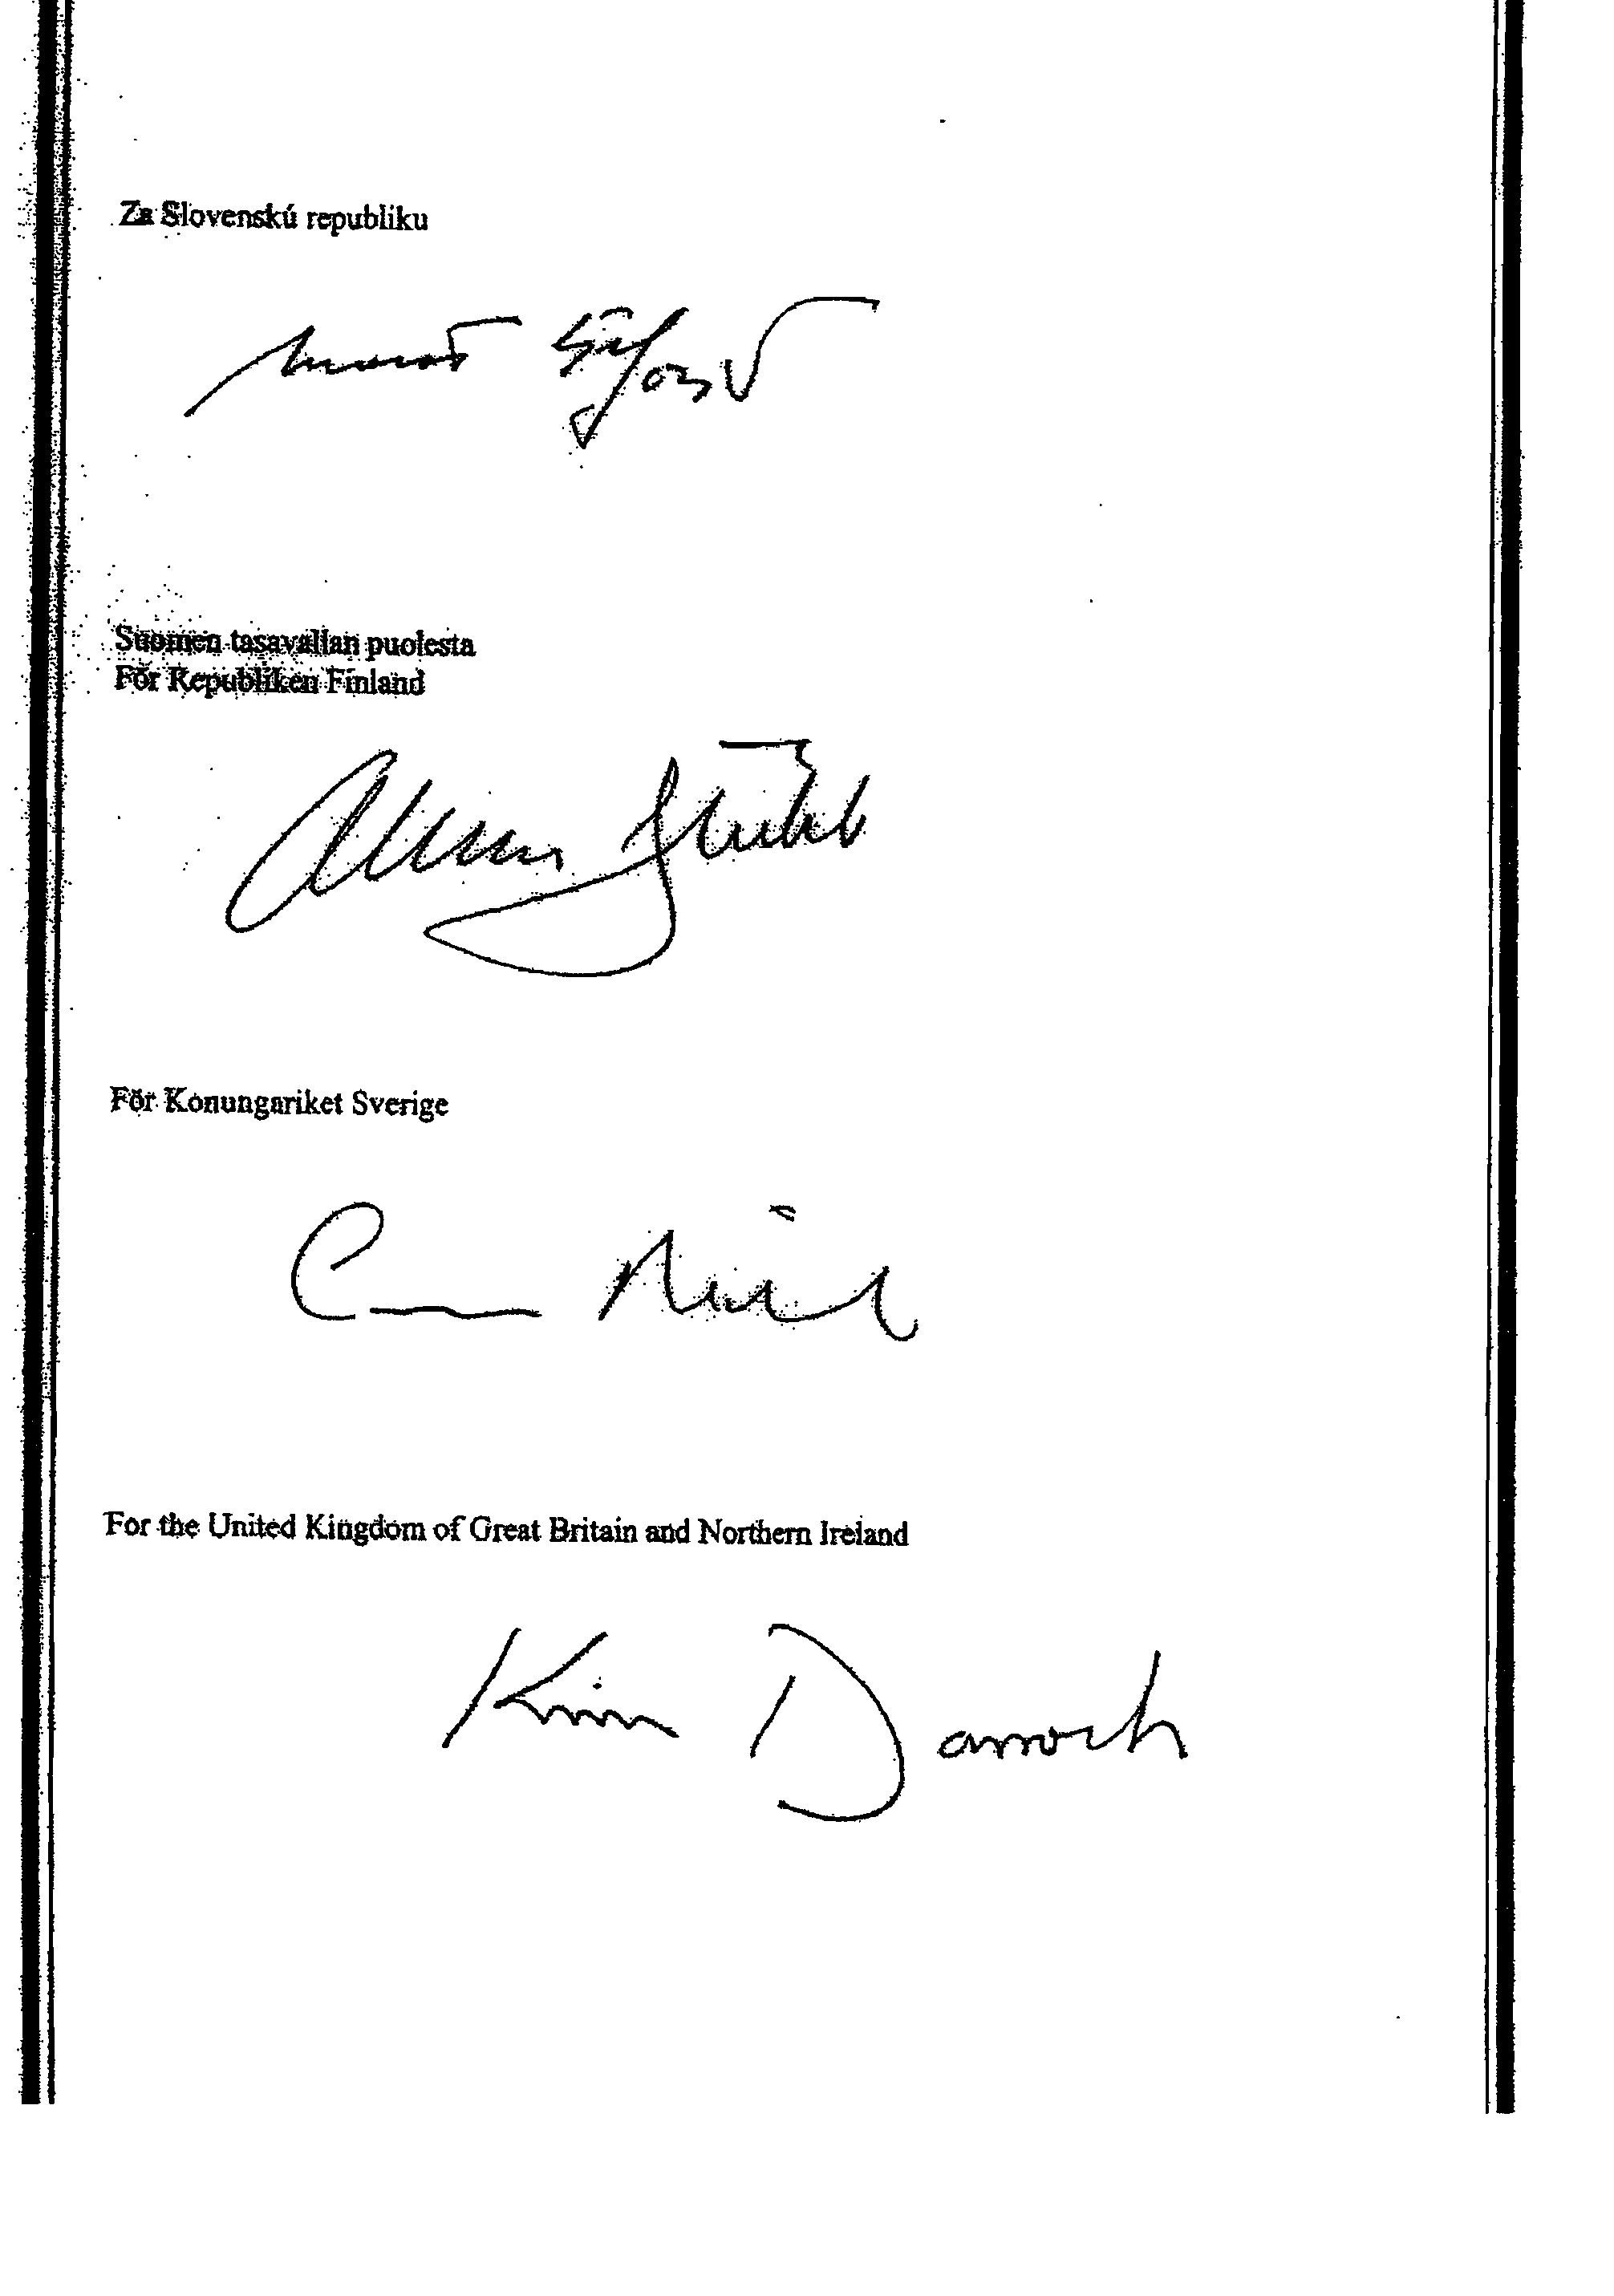 Za Slovenskú republiku
Suomen tasavallan puolesta
För Republiken Finland
För Konungariket Sverige
For the United Kingdom of Great Britain and Northern Ireland
Kim Darroch